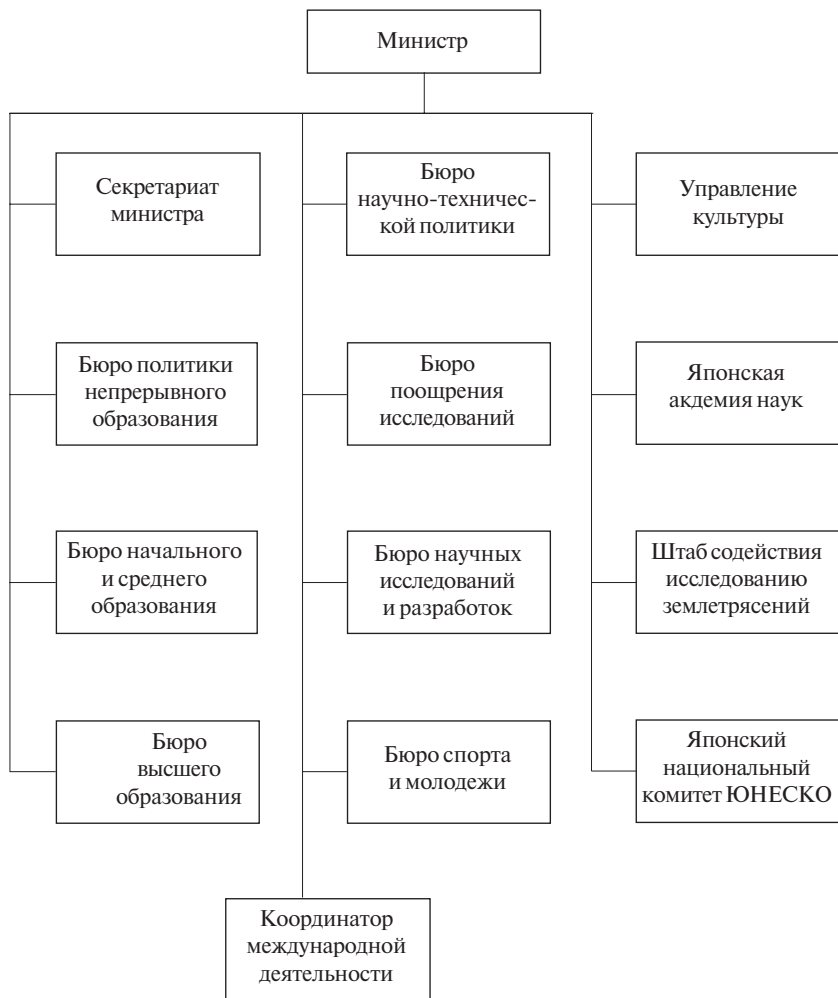 Министр
Секретариат
министра
Бюро
научно-техничес-
кой политики
Управление
культуры
Бюро политики
непрерывного
образования
Бюро
поощрения
исследований
Японская
акдемия наук
Бюро начального
и среднего
образования
Бюро научных
исследований
и разработок
Штаб содействия
исследованию
землетрясений
Бюро
высшего
образования
Бюро спорта
и молодежи
Японский
национальный
комитет ЮНЕСКО
Координатор
международной
деятельности